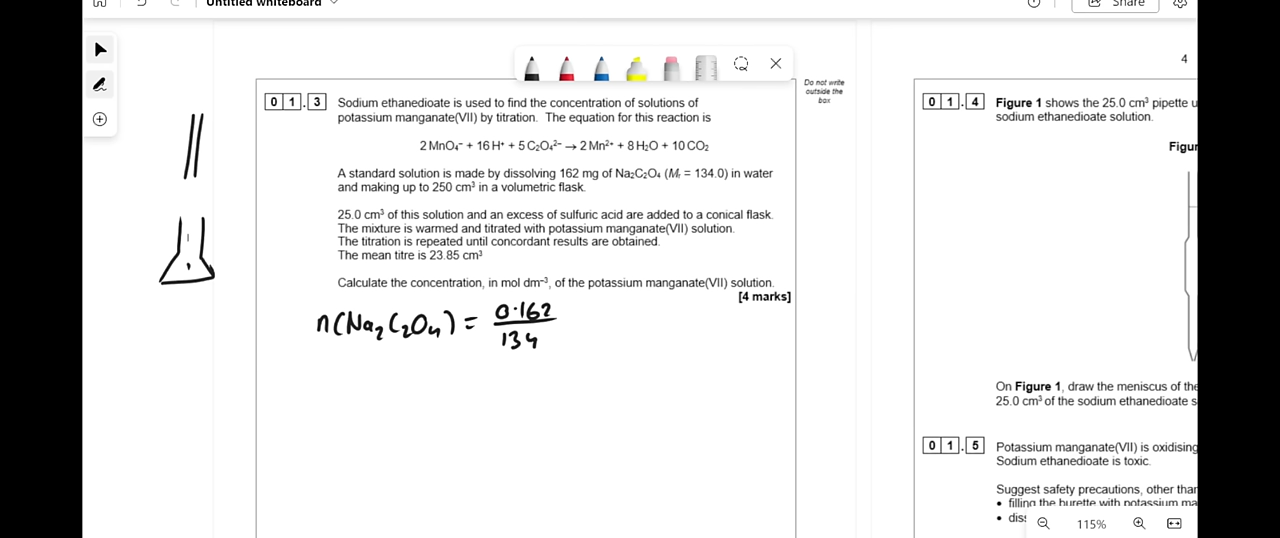 Untitled whiteboard
Share
Do not write
outside the
box
0 1 . 3 Sodium ethanedioate is used to find the concentration of solutions of
potassium manganate(VII) by titration. The equation for this reaction is
2 MnO₄⁻ + 16 H⁺ + 5 C₂O₄²⁻ → 2 Mn²⁺ + 8 H₂O + 10 CO₂
A standard solution is made by dissolving 162 mg of Na₂C₂O₄ (Mᵣ = 134.0) in water
and making up to 250 cm³ in a volumetric flask.
25.0 cm³ of this solution and an excess of sulfuric acid are added to a conical flask.
The mixture is warmed and titrated with potassium manganate(VII) solution.
The titration is repeated until concordant results are obtained.
The mean titre is 23.85 cm³
Calculate the concentration, in mol dm⁻³, of the potassium manganate(VII) solution.
[4 marks]
n(Na₂C₂O₄) = 0.162
134
4
0 1 . 4 Figure 1 shows the 25.0 cm³ pipette u
sodium ethanedioate solution.
Figur
On Figure 1, draw the meniscus of the
25.0 cm³ of the sodium ethanedioate s
0 1 . 5 Potassium manganate(VII) is oxidising
Sodium ethanedioate is toxic.
Suggest safety precautions, other than
• filling the burette with potassium ma
• diss
115%